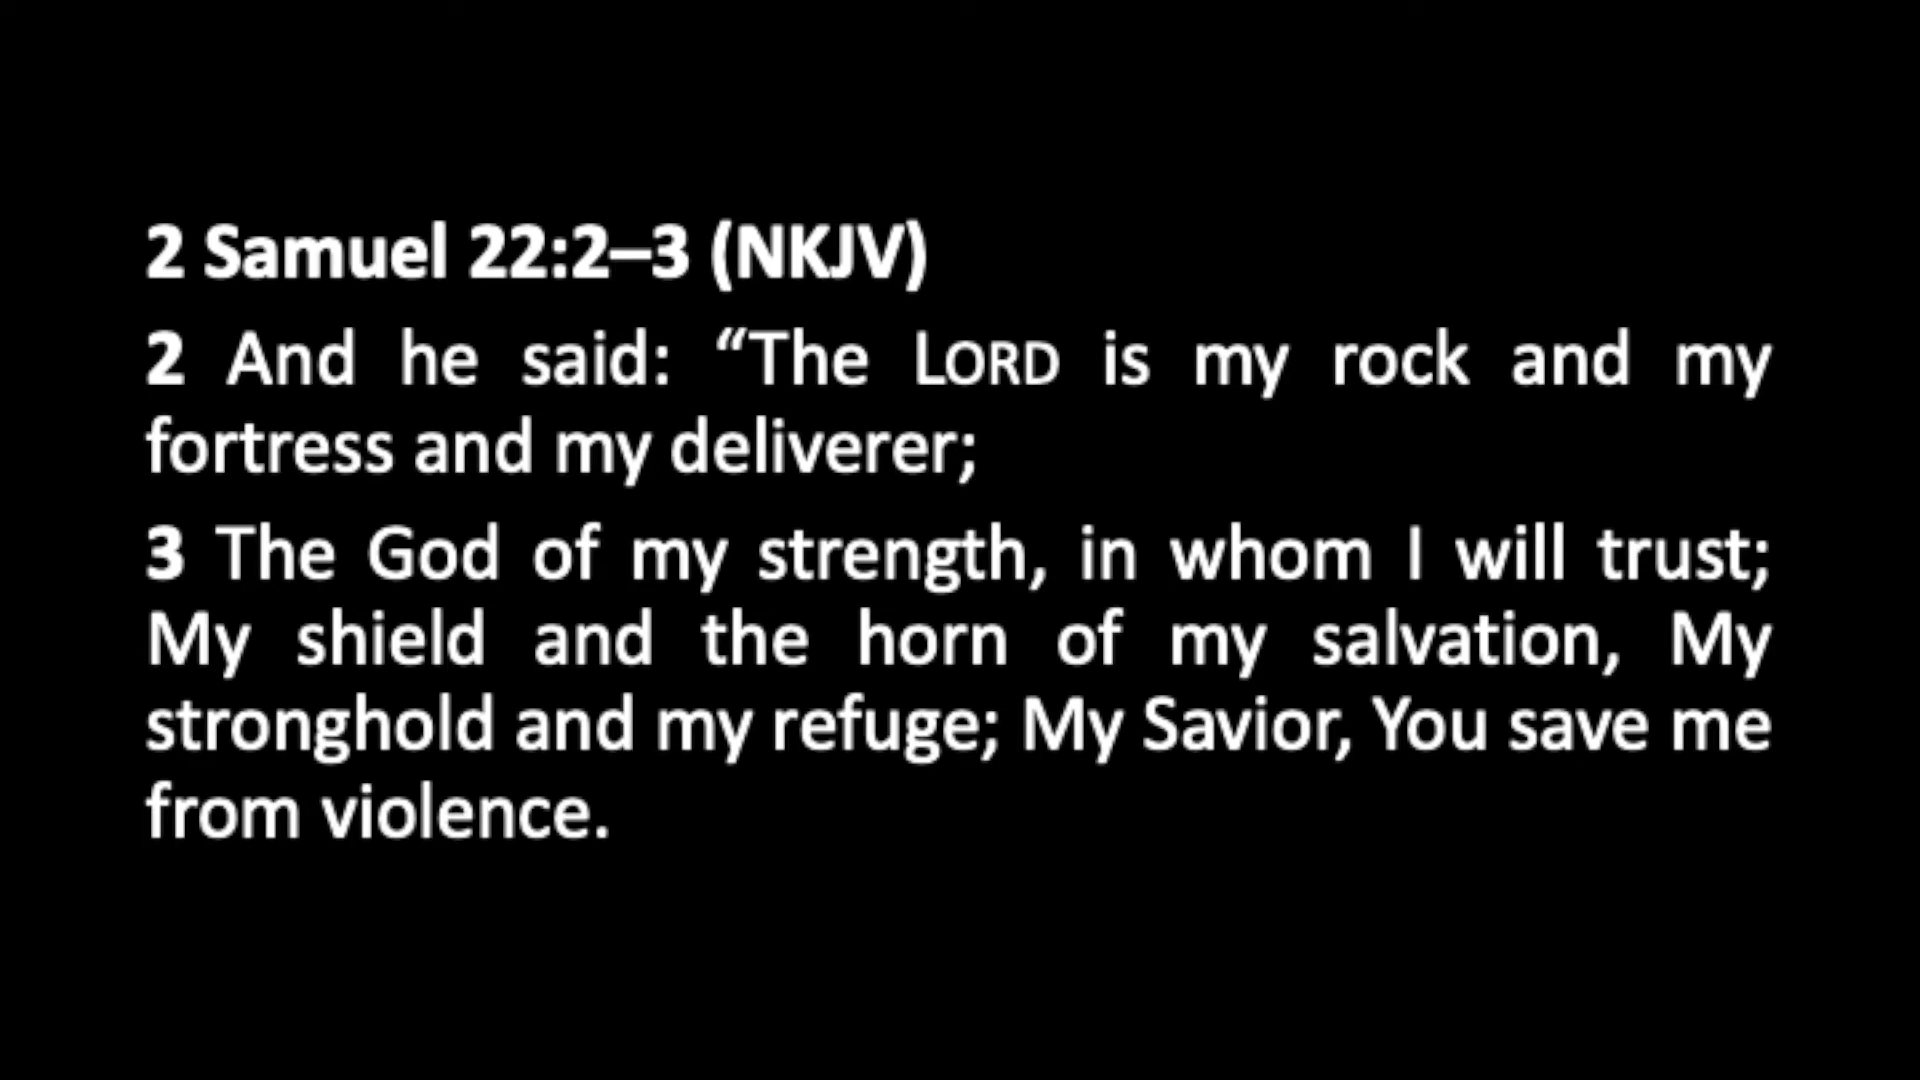 2 Samuel 22:2–3 (NKJV)
2 And he said: “The LORD is my rock and my
fortress and my deliverer;
3 The God of my strength, in whom I will trust;
My shield and the horn of my salvation, My
stronghold and my refuge; My Savior, You save me
from violence.